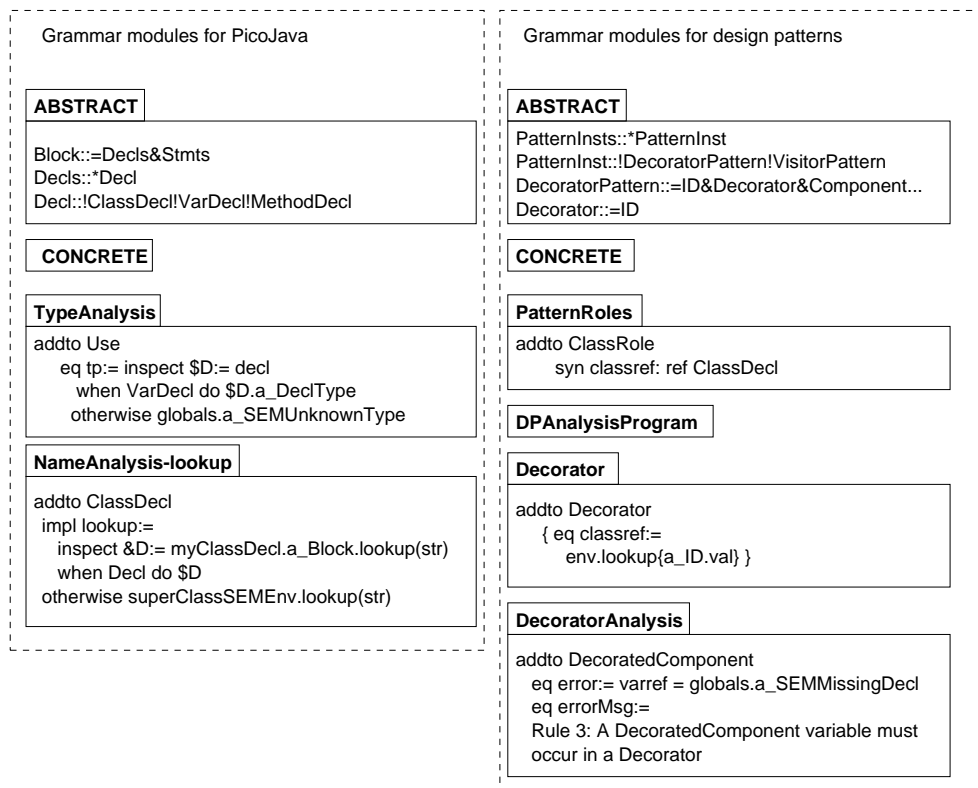 Grammar modules for PicoJava
ABSTRACT
Block::=Decls&Stmts
Decls::*Decl
Decl::!ClassDecl!VarDecl!MethodDecl
CONCRETE
TypeAnalysis
addto Use
eq tp:= inspect $D:= decl
when VarDecl do $D.a_DeclType
otherwise globals.a_SEMUnknownType
NameAnalysis-lookup
addto ClassDecl
impl lookup:=
inspect &D:= myClassDecl.a_Block.lookup(str)
when Decl do $D
otherwise superClassSEMEnv.lookup(str)
Grammar modules for design patterns
ABSTRACT
PatternInsts::*PatternInst
PatternInst::!DecoratorPattern!VisitorPattern
DecoratorPattern::=ID&Decorator&Component...
Decorator::=ID
CONCRETE
PatternRoles
addto ClassRole
syn classref: ref ClassDecl
DPAnalysisProgram
Decorator
addto Decorator
{ eq classref:=
env.lookup{a_ID.val} }
DecoratorAnalysis
addto DecoratedComponent
eq error:= varref = globals.a_SEMMissingDecl
eq errorMsg:=
Rule 3: A DecoratedComponent variable must
occur in a Decorator